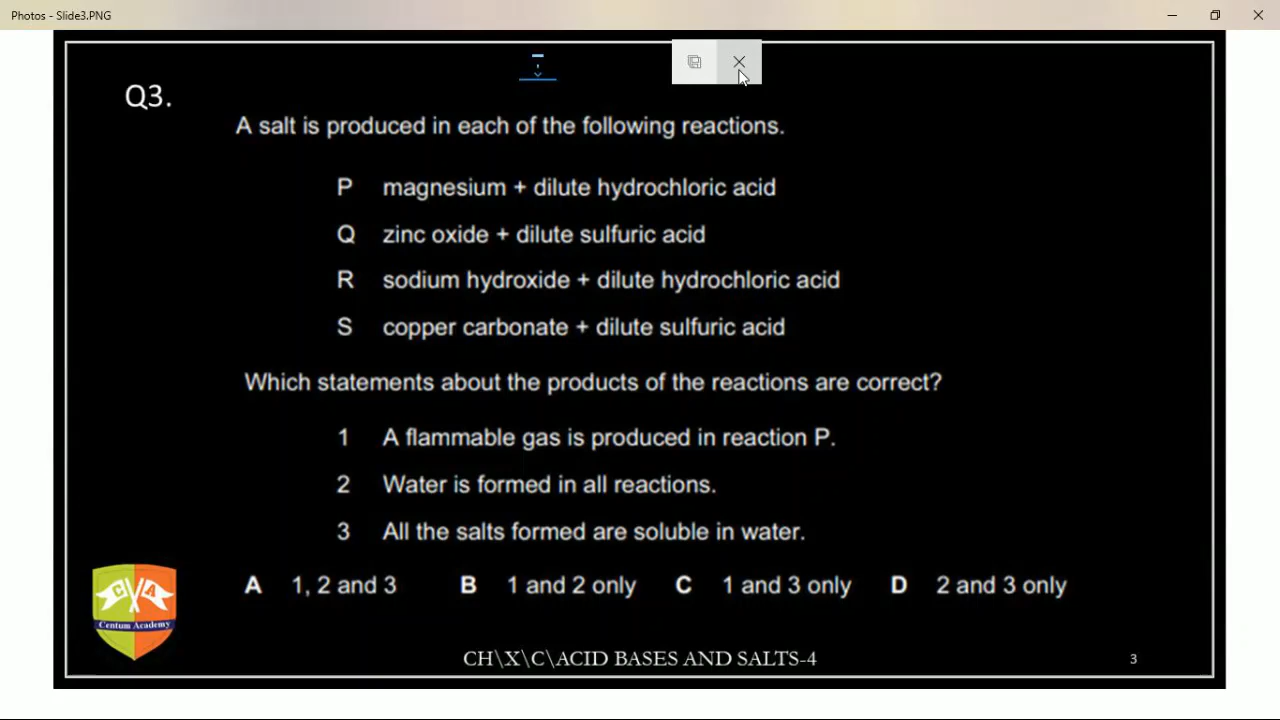 Photos - Slide3.PNG
Q3.
A salt is produced in each of the following reactions.
P magnesium + dilute hydrochloric acid
Q zinc oxide + dilute sulfuric acid
R sodium hydroxide + dilute hydrochloric acid
S copper carbonate + dilute sulfuric acid
Which statements about the products of the reactions are correct?
1 A flammable gas is produced in reaction P.
2 Water is formed in all reactions.
3 All the salts formed are soluble in water.
A 1, 2 and 3 B 1 and 2 only C 1 and 3 only D 2 and 3 only
C A
Centum Academy
CH\X\C\ACID BASES AND SALTS-4
3